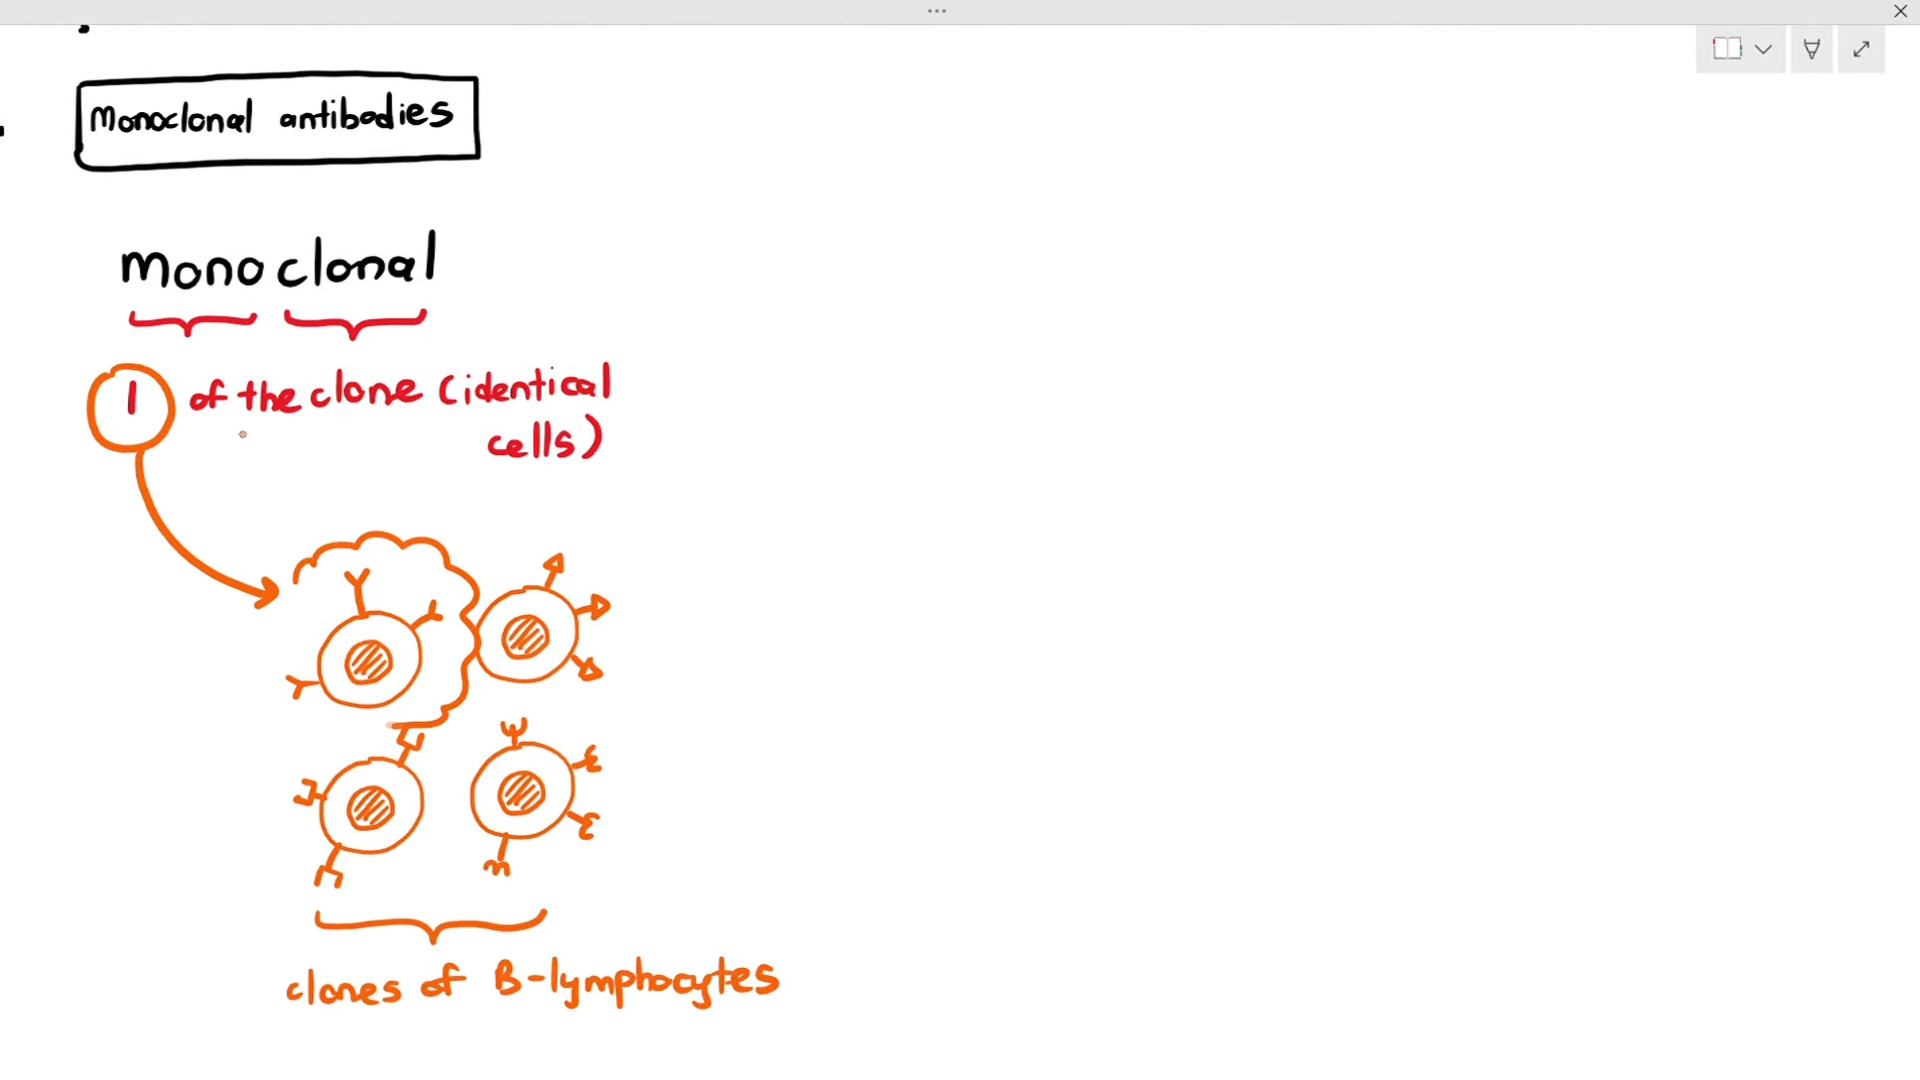 Monoclonal antibodies
monoclonal
1 of the clone (identical
cells)
clones of B-lymphocytes